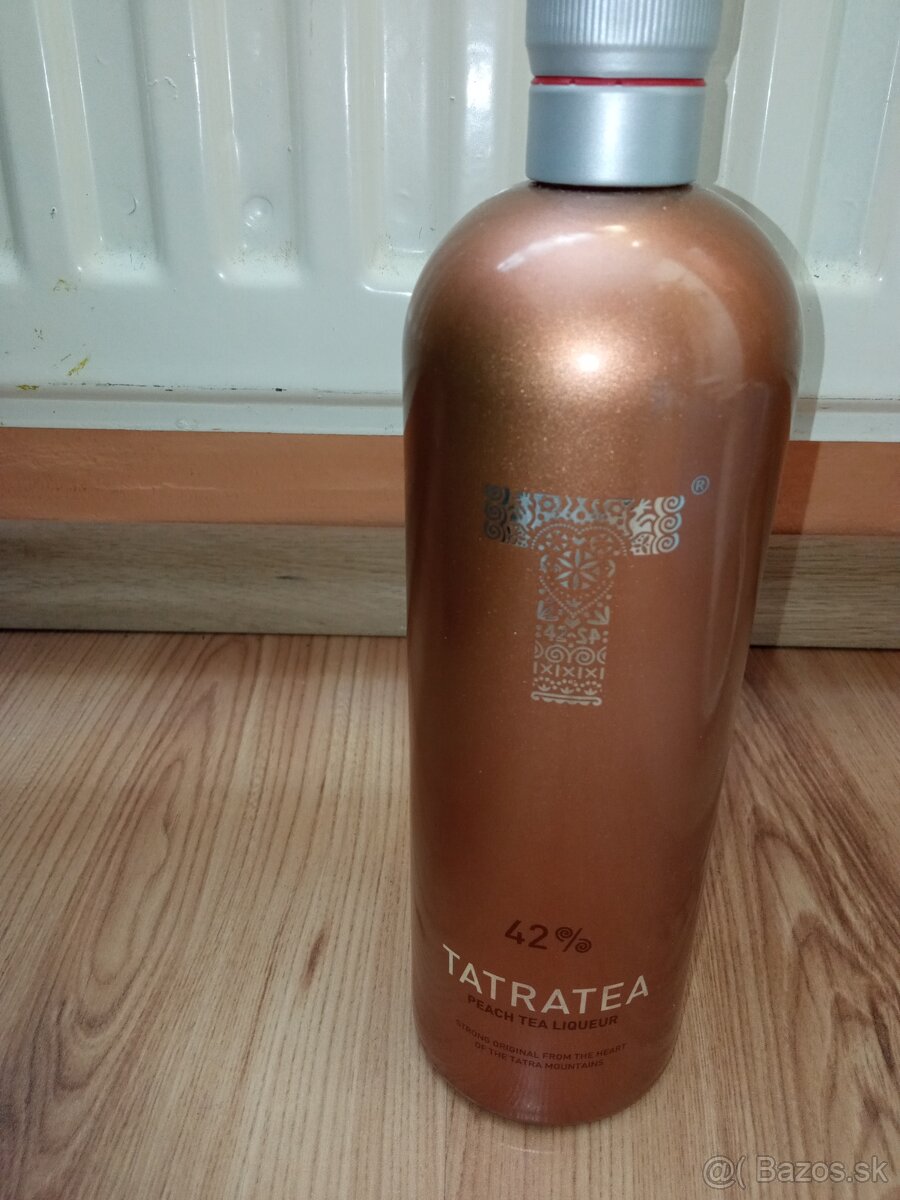 ®
T
42%
TATRATEA
PEACH TEA LIQUEUR
STRONG ORIGINAL FROM THE HEART
OF THE TATRA MOUNTAINS
@( Bazos.sk